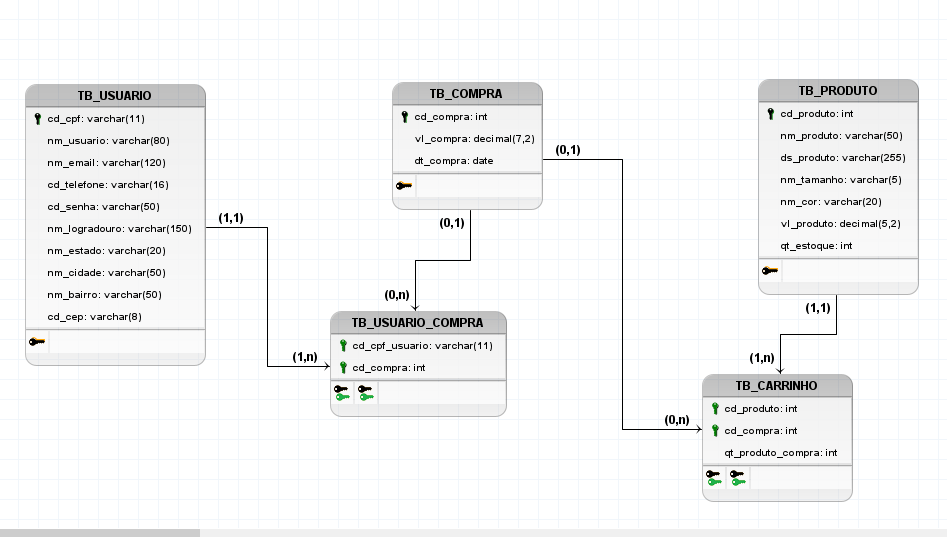 TB_USUARIO
cd_cpf: varchar(11)
nm_usuario: varchar(80)
nm_email: varchar(120)
cd_telefone: varchar(16)
cd_senha: varchar(50)
nm_logradouro: varchar(150)
nm_estado: varchar(20)
nm_cidade: varchar(50)
nm_bairro: varchar(50)
cd_cep: varchar(8)
(1,1)
(1,n)
TB_COMPRA
cd_compra: int
vl_compra: decimal(7,2)
dt_compra: date
(0,1)
(0,n)
(0,1)
(0,n)
TB_USUARIO_COMPRA
cd_cpf_usuario: varchar(11)
cd_compra: int
TB_PRODUTO
cd_produto: int
nm_produto: varchar(50)
ds_produto: varchar(255)
nm_tamanho: varchar(5)
nm_cor: varchar(20)
vl_produto: decimal(5,2)
qt_estoque: int
(1,1)
(1,n)
TB_CARRINHO
cd_produto: int
cd_compra: int
qt_produto_compra: int